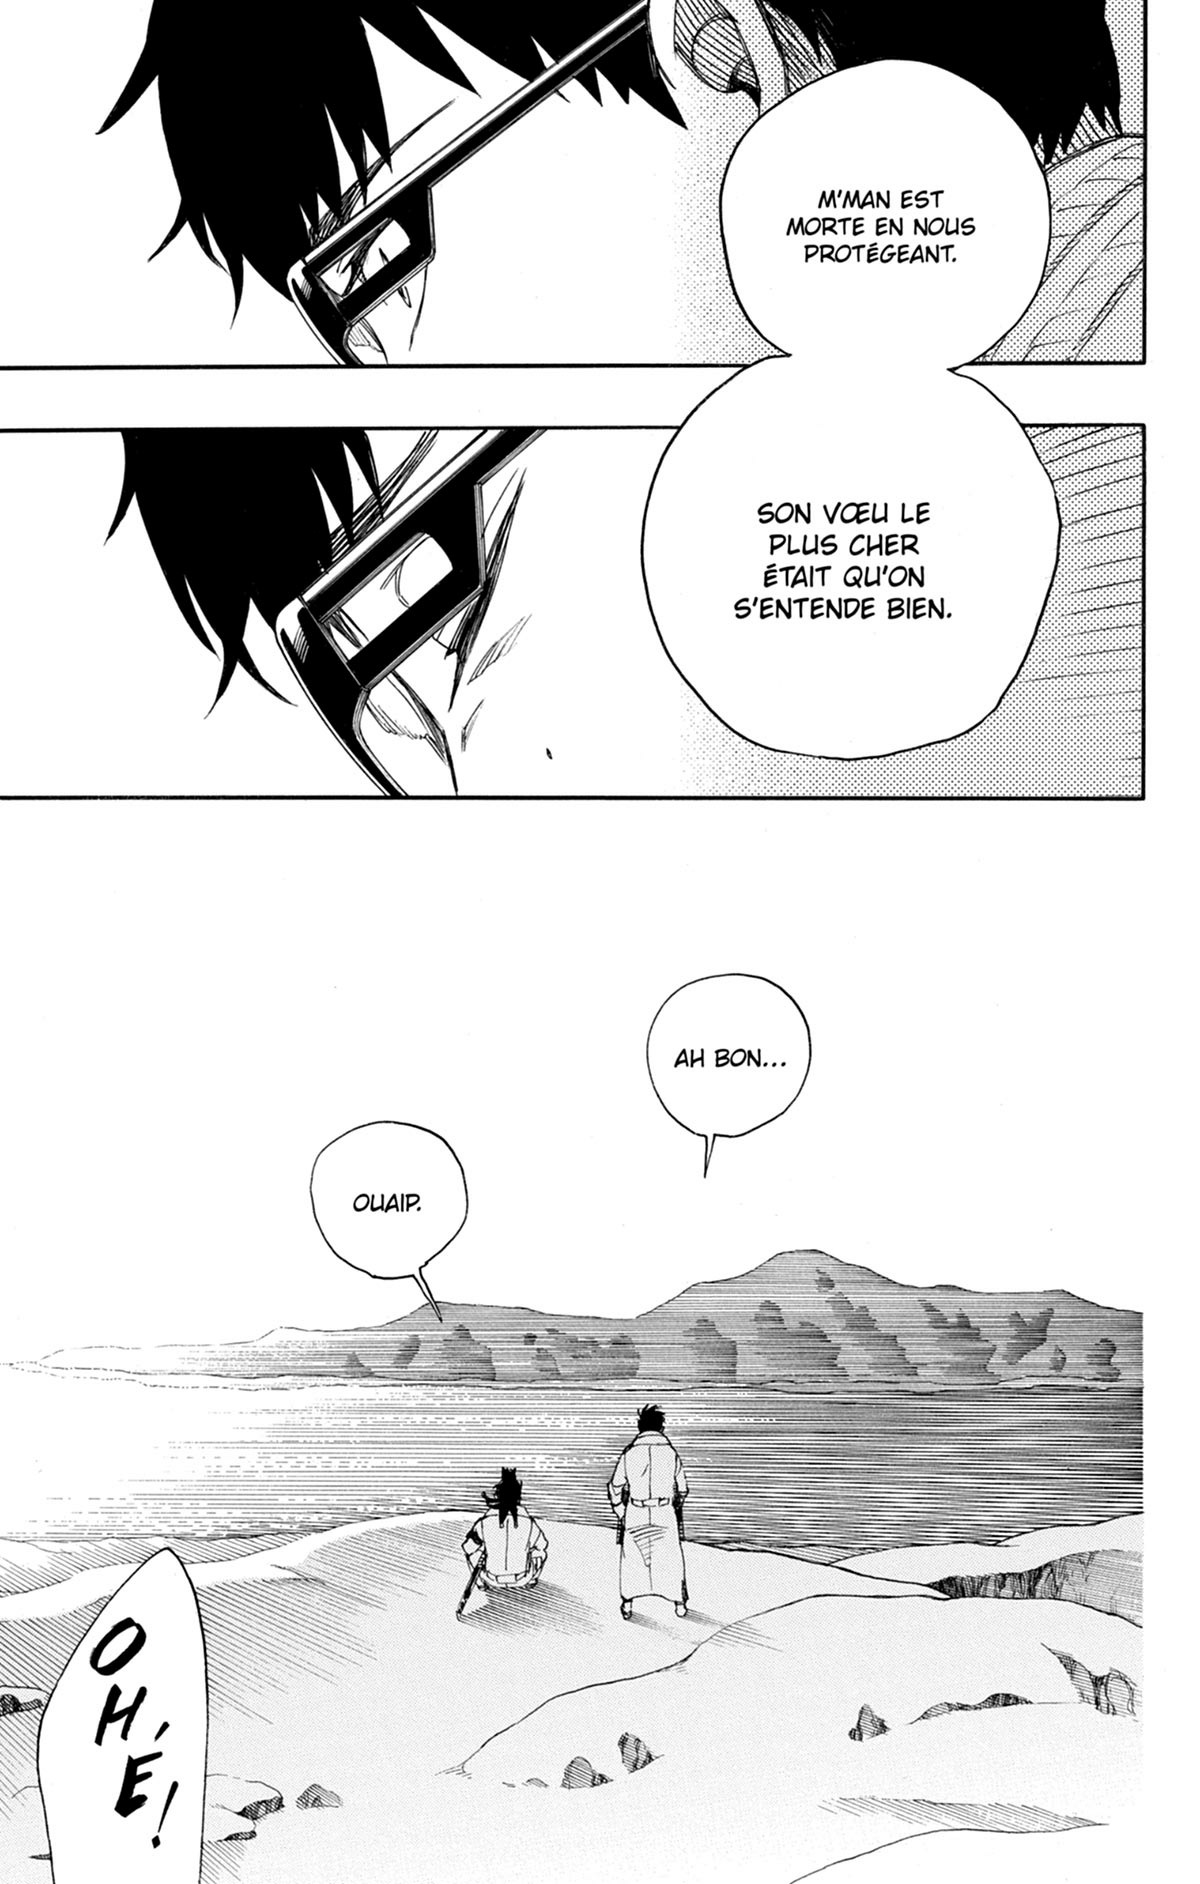 M'MAN EST
MORTE EN NOUS
PROTÉGEANT.
SON VŒU LE
PLUS CHER
ÉTAIT QU'ON
S'ENTENDE BIEN.
AH BON...
OUAIP.
OH,
É!